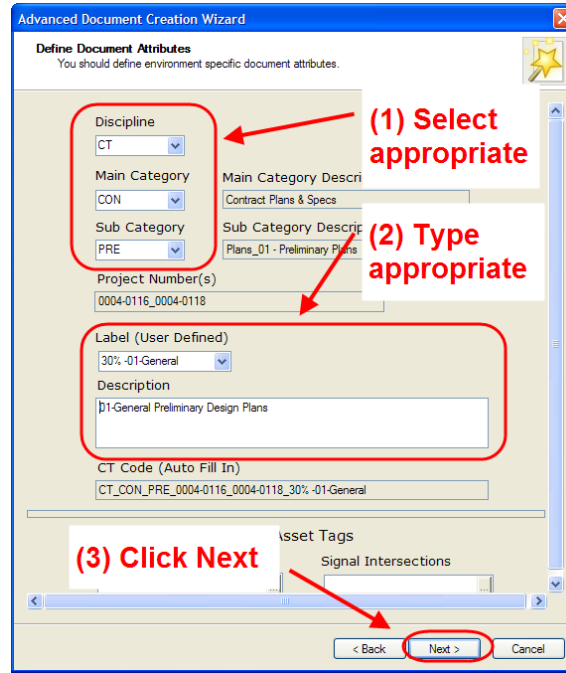 Advanced Document Creation Wizard
Define Document Attributes
You should define environment specific document attributes.
Discipline
CT
(1) Select
appropriate
Main Category
Main Category Descri
CON
Contract Plans & Specs
Sub Category
Sub Category Descrip
PRE
Plans_01 - Preliminary Plans
(2) Type
appropriate
Project Number(s)
0004-0116_0004-0118
Label (User Defined)
30% -01-General
Description
01-General Preliminary Design Plans
CT Code (Auto Fill In)
CT_CON_PRE_0004-0116_0004-0118_30% -01-General
Asset Tags
(3) Click Next
Signal Intersections
...
...
< Back
Next >
Cancel